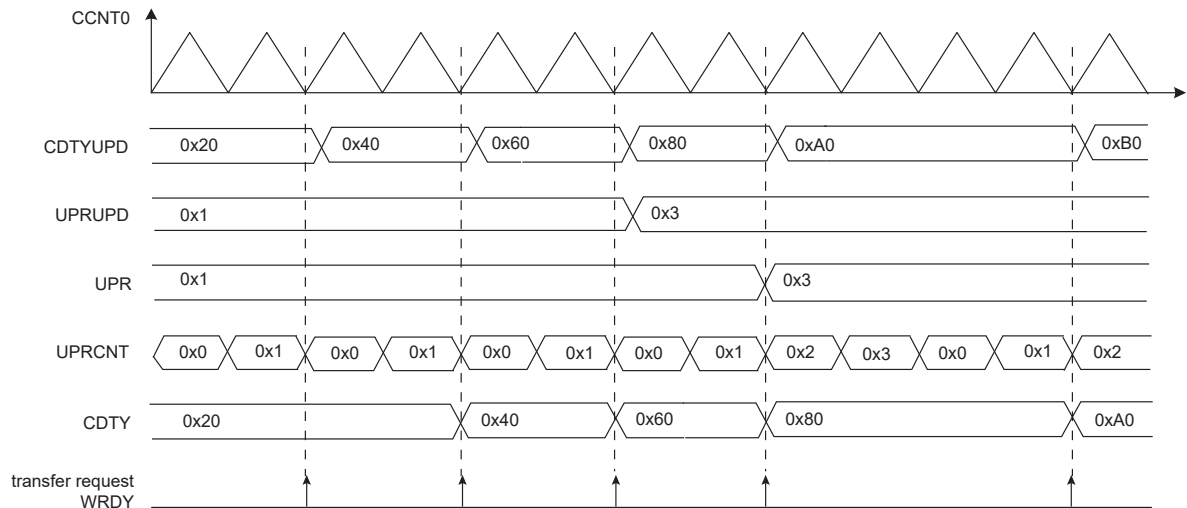 CCNT0
CDTYUPD 0x20 0x40 0x60 0x80 0xA0 0xB0
UPRUPD 0x1 0x3
UPR 0x1 0x3
UPRCNT 0x0 0x1 0x0 0x1 0x0 0x1 0x0 0x1 0x2 0x3 0x0 0x1 0x2
CDTY 0x20 0x40 0x60 0x80 0xA0
transfer request
WRDY